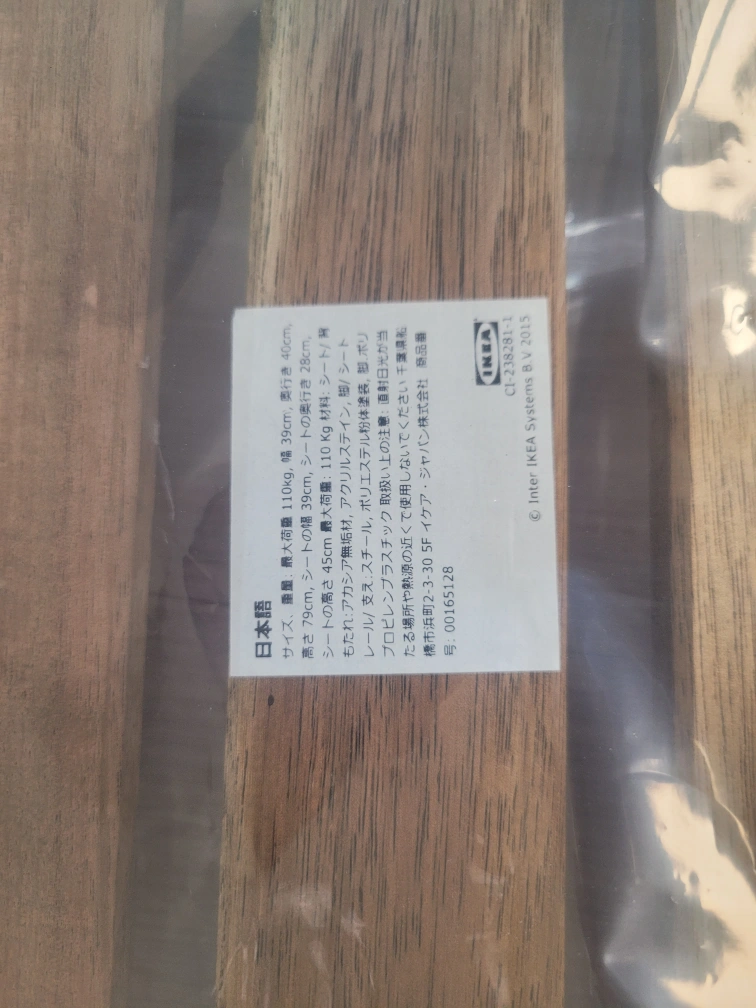 日本語
サイズ、重量: 最大荷重 110kg, 幅 39cm, 奥行き 40cm,
高さ 79cm, シートの幅 39cm, シートの奥行き 28cm,
シートの高さ 45cm 最大荷重: 110 Kg 材料: シート/ 背
もたれ:アカシア無垢材, アクリルステイン, 脚/ シート
レール/ 支え:スチール, ポリエステル粉体塗装, 脚:ポリ
プロピレンプラスチック 取扱い上の注意: 直射日光が当
たる場所や熱源の近くで使用しないでください 千葉県船
橋市浜町2-3-30 5F イケア・ジャパン株式会社 商品番
号: 00165128
IKEA
CI-238281-1
© Inter IKEA Systems B.V 2015